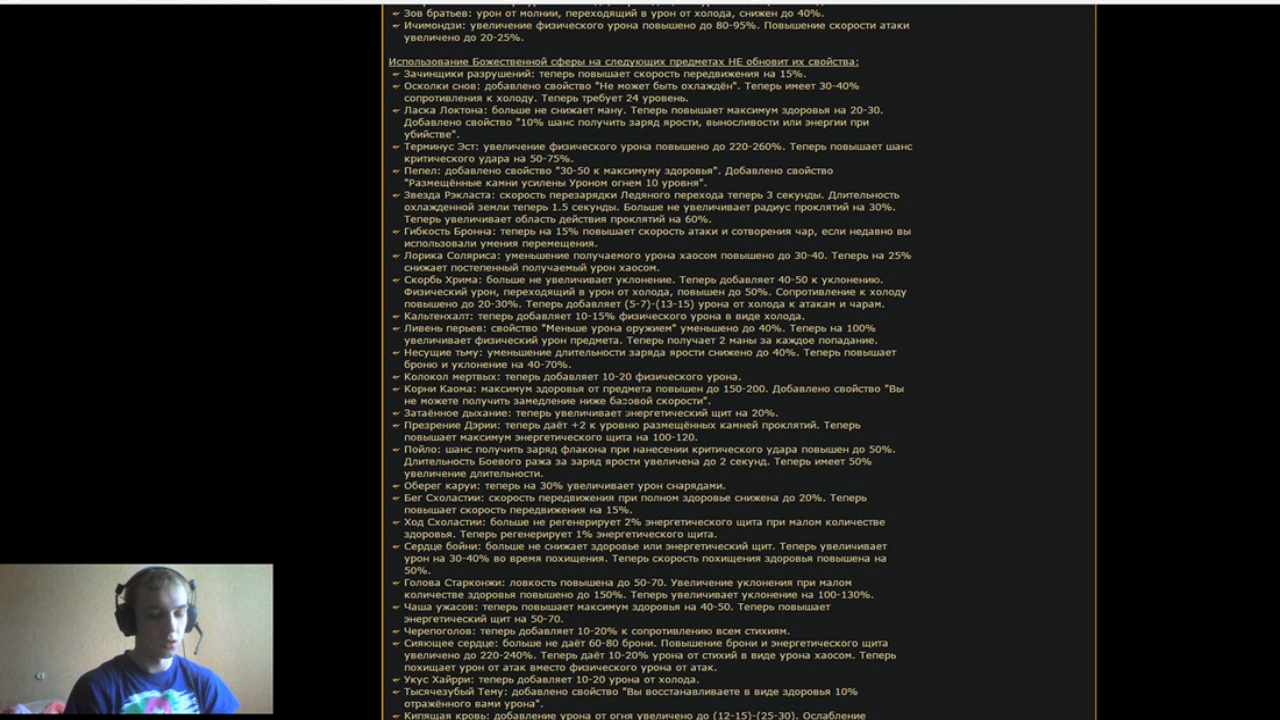 Зов братьев: урон от молнии, переходящий в урон от холода, снижен до 40%.
Ичимондзи: увеличение физического урона повышено до 80-95%. Повышение скорости атаки
увеличено до 20-25%.
Использование Божественной сферы на следующих предметах НЕ обновит их свойства:
Зачинщики разрушений: теперь повышает скорость передвижения на 15%.
Осколки снов: добавлено свойство "Не может быть охлаждён". Теперь имеет 30-40%
сопротивления к холоду. Теперь требует 24 уровень.
Ласка Локтона: больше не снижает ману. Теперь повышает максимум здоровья на 20-30.
Добавлено свойство "10% шанс получить заряд ярости, выносливости или энергии при
убийстве".
Терминус Эст: увеличение физического урона повышено до 220-260%. Теперь повышает шанс
критического удара на 50-75%.
Пепел: добавлено свойство "30-50 к максимуму здоровья". Добавлено свойство
"Размещённые камни усилены Уроном огнем 10 уровня".
Звезда Рэкласта: скорость перезарядки Ледяного перехода теперь 3 секунды. Длительность
охлажденной земли теперь 1.5 секунды. Больше не увеличивает радиус проклятий на 30%.
Теперь увеличивает область действия проклятий на 60%.
Гибкость Бронна: теперь на 15% повышает скорость атаки и сотворения чар, если недавно вы
использовали умения перемещения.
Лорика Соляриса: уменьшение получаемого урона хаосом повышено до 30-40. Теперь на 25%
снижает постепенный получаемый урон хаосом.
Скорбь Хрима: больше не увеличивает уклонение. Теперь добавляет 40-50 к уклонению.
Физический урон, переходящий в урон от холода, повышен до 50%. Сопротивление к холоду
повышено до 20-30%. Теперь добавляет (5-7)-(13-15) урона от холода к атакам и чарам.
Кальтенхалт: теперь добавляет 10-15% физического урона в виде холода.
Ливень перьев: свойство "Меньше урона оружием" уменьшено до 40%. Теперь на 100%
увеличивает физический урон предмета. Теперь получает 2 маны за каждое попадание.
Несущие тьму: уменьшение длительности заряда ярости снижено до 40%. Теперь повышает
броню и уклонение на 40-70%.
Колокол мертвых: теперь добавляет 10-20 физического урона.
Корни Каома: максимум здоровья от предмета повышен до 150-200. Добавлено свойство "Вы
не можете получить замедление ниже базовой скорости".
Затаённое дыхание: теперь увеличивает энергетический щит на 20%.
Презрение Дэрии: теперь даёт +2 к уровню размещённых камней проклятий. Теперь
повышает максимум энергетического щита на 100-120.
Пойло: шанс получить заряд флакона при нанесении критического удара повышен до 50%.
Длительность Боевого ража за заряд ярости увеличена до 2 секунд. Теперь имеет 50%
увеличение длительности.
Оберег каруи: теперь на 30% увеличивает урон снарядами.
Бег Схоластии: скорость передвижения при полном здоровье снижена до 20%. Теперь
повышает скорость передвижения на 15%.
Ход Схоластии: больше не регенерирует 2% энергетического щита при малом количестве
здоровья. Теперь регенерирует 1% энергетического щита.
Сердце бойни: больше не снижает здоровье или энергетический щит. Теперь увеличивает
урон на 30-40% во время похищения. Теперь скорость похищения здоровья повышена на
50%.
Голова Старконжи: ловкость повышена до 50-70. Увеличение уклонения при малом
количестве здоровья повышено до 150%. Теперь увеличивает уклонение на 100-130%.
Чаша ужасов: теперь повышает максимум здоровья на 40-50. Теперь повышает
энергетический щит на 50-70.
Черепоголов: теперь добавляет 10-20% к сопротивлению всем стихиям.
Сияющее сердце: больше не даёт 60-80 брони. Повышение брони и энергетического щита
увеличено до 220-240%. Теперь даёт 10-20% урона от стихий в виде урона хаосом. Теперь
похищает урон от атак вместо физического урона от атак.
Укус Хайрри: теперь добавляет 10-20 урона от холода.
Тысячезубый Тему: добавлено свойство "Вы восстанавливаете в виде здоровья 10%
отражённого вами урона".
Кипящая кровь: добавление урона от огня увеличено до (12-15)-(25-30). Ослабление